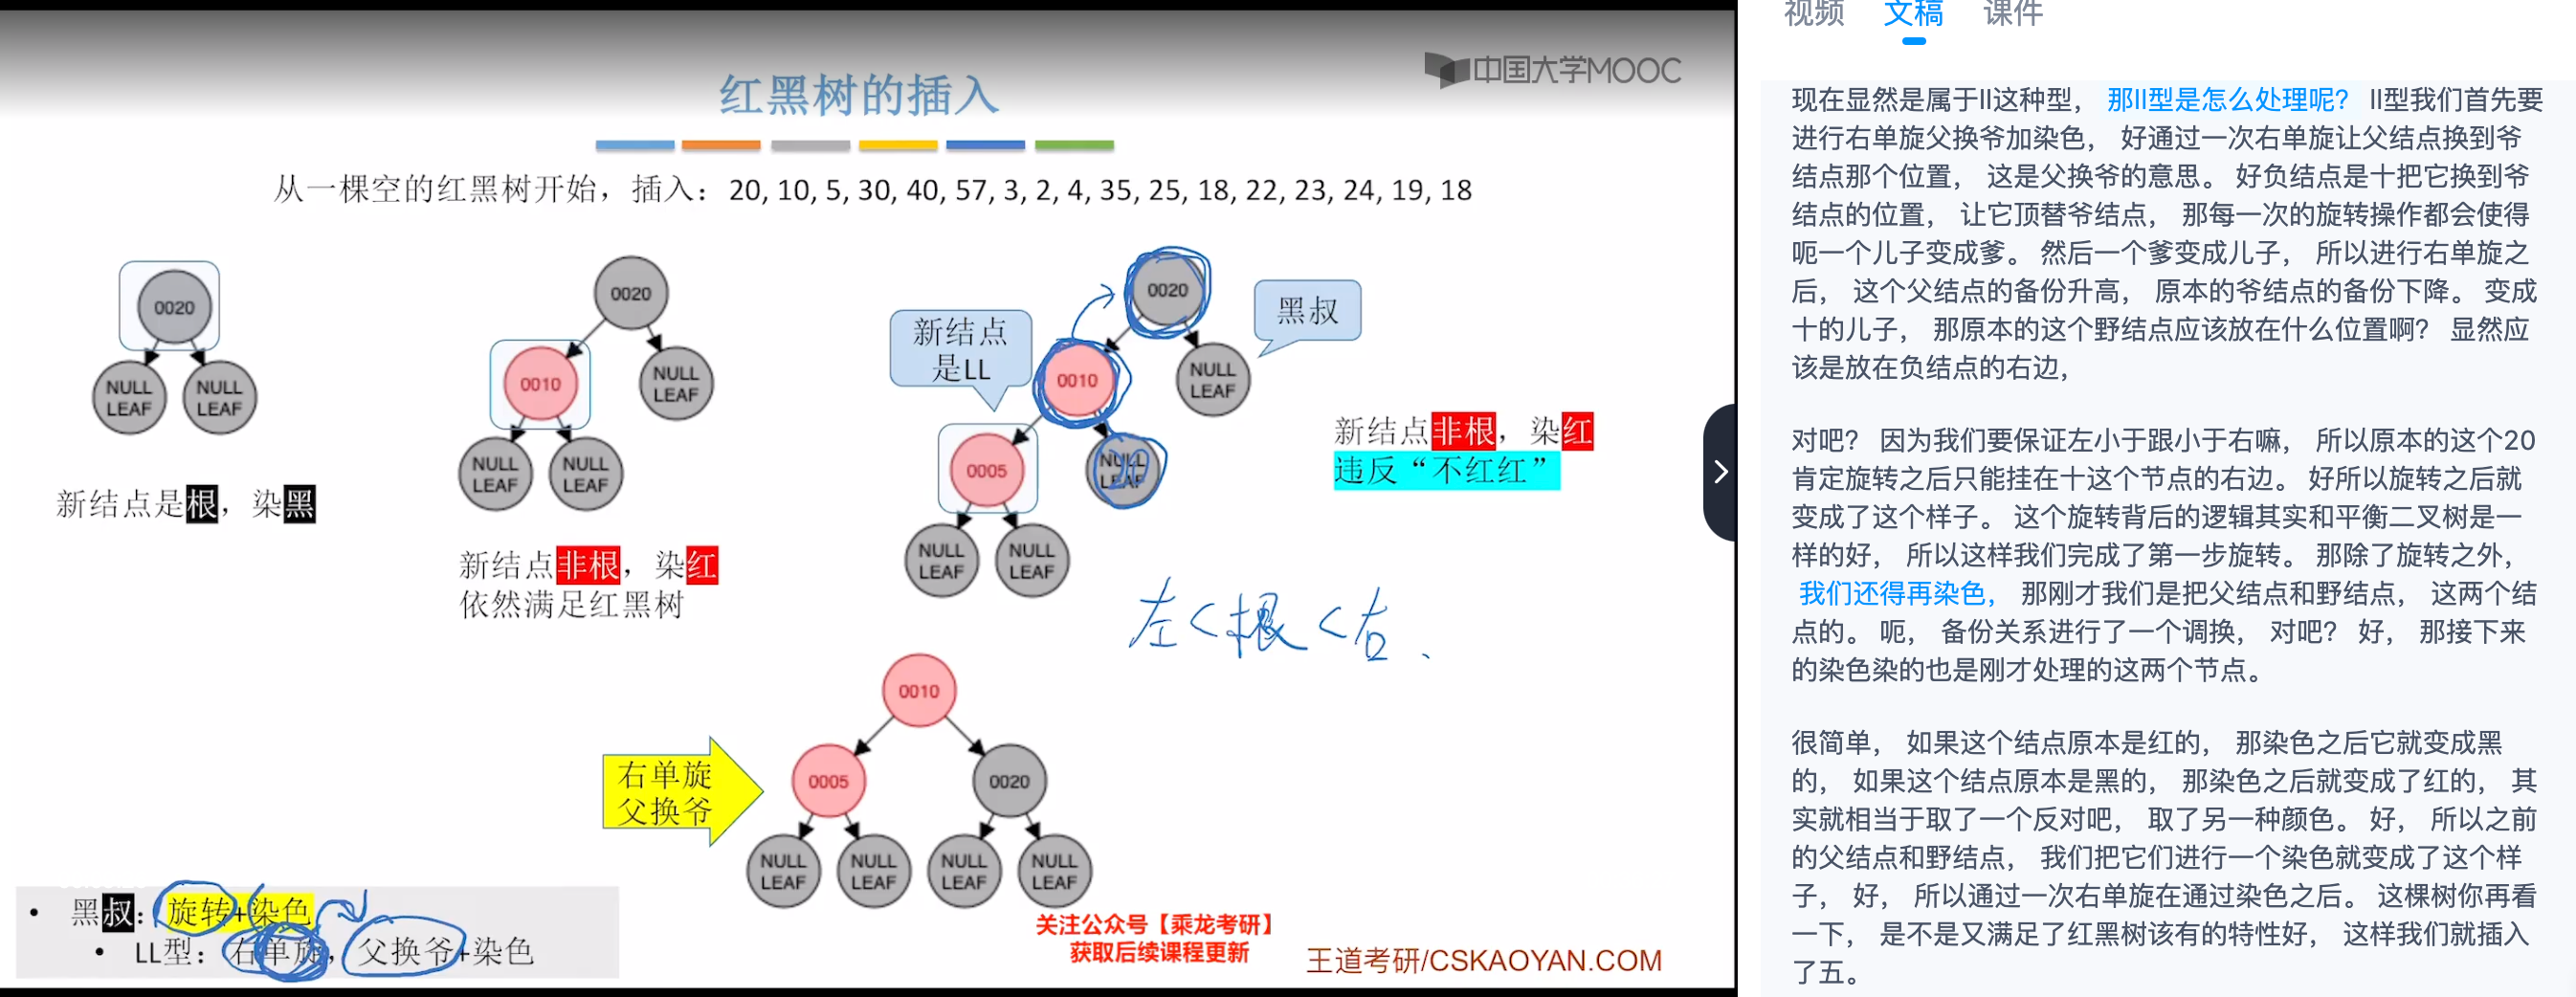 中国大学MOOC
红黑树的插入
从一棵空的红黑树开始，插入：20, 10, 5, 30, 40, 57, 3, 2, 4, 35, 25, 18, 22, 23, 24, 19, 18
0020
NULL LEAF
NULL LEAF
新结点是根，染黑
0020
0010
NULL LEAF
NULL LEAF
NULL LEAF
新结点非根，染红
依然满足红黑树
新结点
是LL
0020
黑叔
0010
NULL LEAF
0005
NULL LEAF
20
NULL LEAF
NULL LEAF
新结点非根，染红
违反“不红红”
左<根<右、
右单旋
父换爷
0010
0005
0020
NULL LEAF
NULL LEAF
NULL LEAF
NULL LEAF
• 黑叔：旋转+染色
• LL型：右单旋，父换爷+染色
关注公众号【乘龙考研】
获取后续课程更新
王道考研/CSKAOYAN.COM
视频 文稿 课件
现在显然是属于II这种型， 那II型是怎么处理呢？ II型我们首先要
进行右单旋父换爷加染色， 好通过一次右单旋让父结点换到爷
结点那个位置， 这是父换爷的意思。 好负结点是十把它换到爷
结点的位置， 让它顶替爷结点， 那每一次的旋转操作都会使得
呃一个儿子变成爹。 然后一个爹变成儿子， 所以进行右单旋之
后， 这个父结点的备份升高， 原本的爷结点的备份下降。 变成
十的儿子， 那原本的这个野结点应该放在什么位置啊？ 显然应
该是放在负结点的右边，
对吧？ 因为我们要保证左小于跟小于右嘛， 所以原本的这个20
肯定旋转之后只能挂在十这个节点的右边。 好所以旋转之后就
变成了这个样子。 这个旋转背后的逻辑其实和平衡二叉树是一
样的好， 所以这样我们完成了第一步旋转。 那除了旋转之外，
我们还得再染色， 那刚才我们是把父结点和野结点， 这两个结
点的。 呃， 备份关系进行了一个调换， 对吧？ 好， 那接下来
的染色染的也是刚才处理的这两个节点。
很简单， 如果这个结点原本是红的， 那染色之后它就变成黑
的， 如果这个结点原本是黑的， 那染色之后就变成了红的， 其
实就相当于取了一个反对吧， 取了另一种颜色。 好， 所以之前
的父结点和野结点， 我们把它们进行一个染色就变成了这个样
子， 好， 所以通过一次右单旋在通过染色之后。 这棵树你再看
一下， 是不是又满足了红黑树该有的特性好， 这样我们就插入
了五。